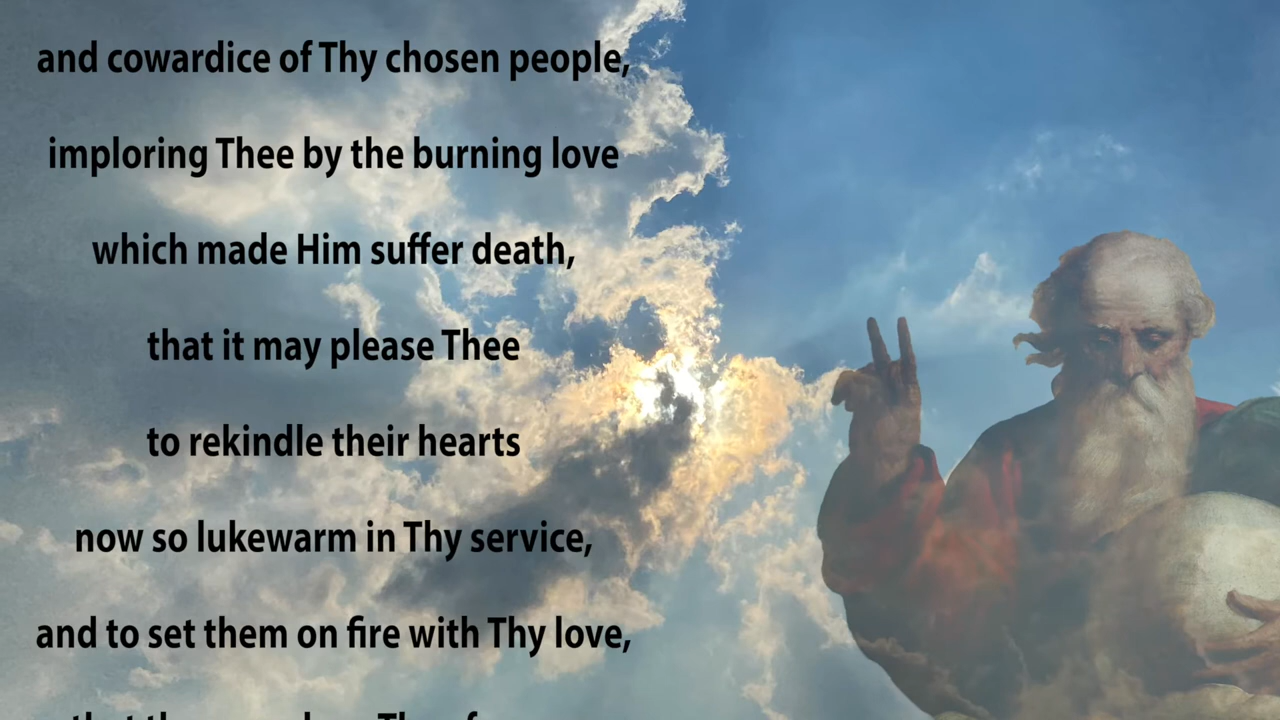 and cowardice of Thy chosen people,
imploring Thee by the burning love
which made Him suffer death,
that it may please Thee
to rekindle their hearts
now so lukewarm in Thy service,
and to set them on fire with Thy love,